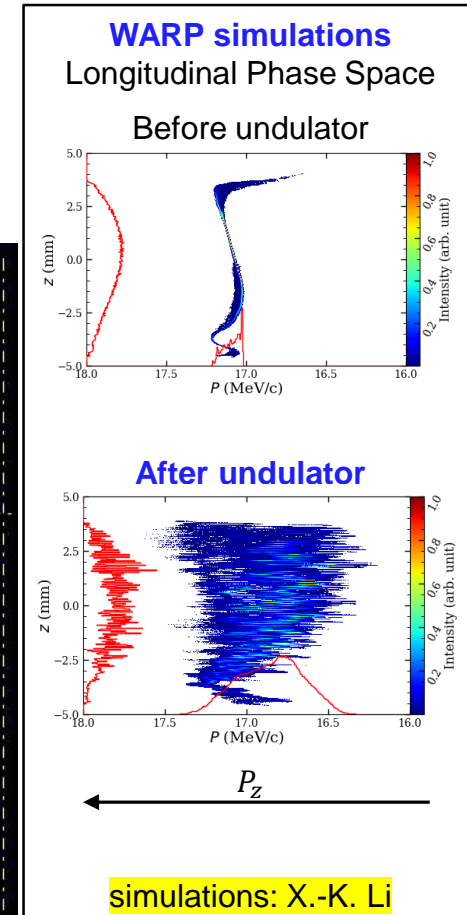 WARP simulations
Longitudinal Phase Space
Before undulator
5.0
2.5
0.0
−2.5
−5.0
z (mm)
18.0 17.5 17.0 16.5 16.0
P (MeV/c)
1.0
0.8
0.6
0.4
0.2
Intensity (arb. unit)
After undulator
5.0
2.5
0.0
−2.5
−5.0
z (mm)
18.0 17.5 17.0 16.5 16.0
P (MeV/c)
1.0
0.8
0.6
0.4
0.2
Intensity (arb. unit)
P_z
simulations: X.-K. Li